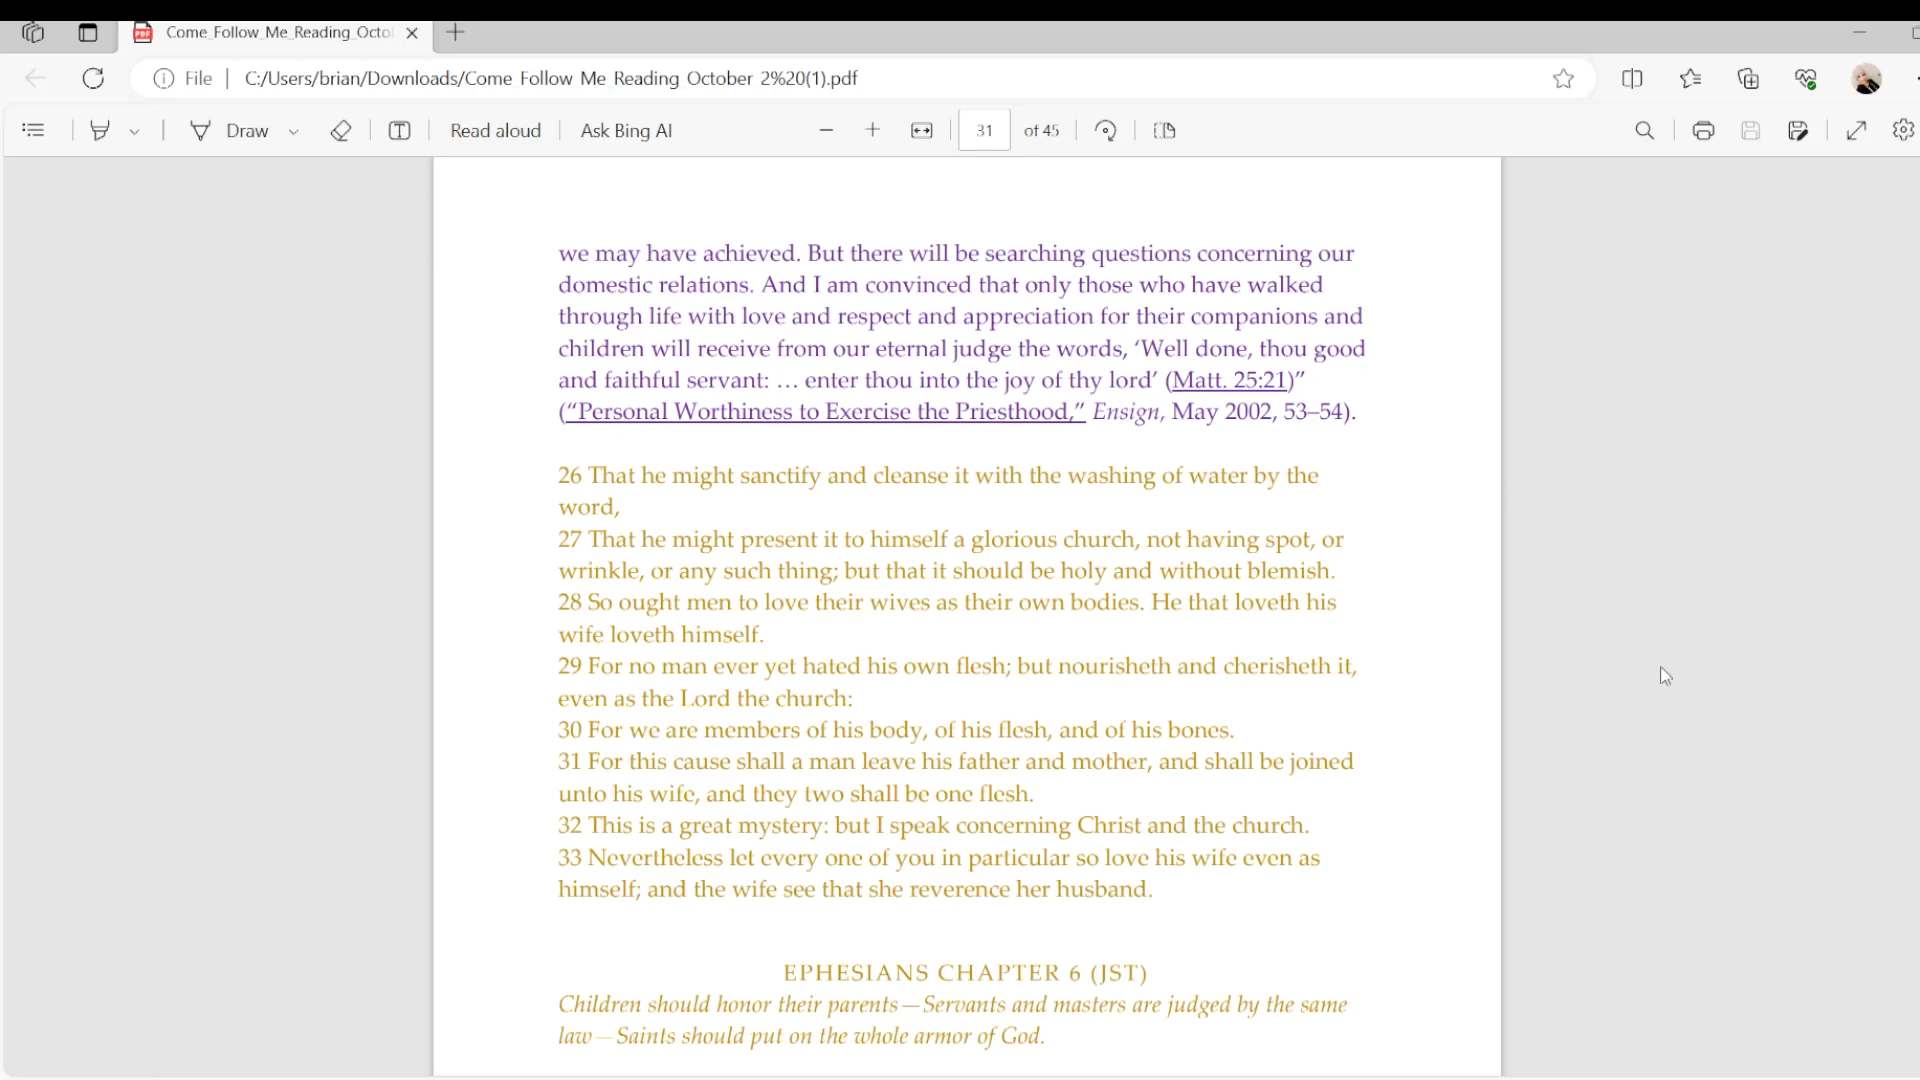 Come_Follow_Me_Reading_Octo
File
C:/Users/brian/Downloads/Come Follow Me Reading October 2%20(1).pdf
Draw
Read aloud
Ask Bing AI
31
of 45
we may have achieved. But there will be searching questions concerning our
domestic relations. And I am convinced that only those who have walked
through life with love and respect and appreciation for their companions and
children will receive from our eternal judge the words, ‘Well done, thou good
and faithful servant: … enter thou into the joy of thy lord’ (Matt. 25:21)”
(“Personal Worthiness to Exercise the Priesthood,” Ensign, May 2002, 53–54).
26 That he might sanctify and cleanse it with the washing of water by the
word,
27 That he might present it to himself a glorious church, not having spot, or
wrinkle, or any such thing; but that it should be holy and without blemish.
28 So ought men to love their wives as their own bodies. He that loveth his
wife loveth himself.
29 For no man ever yet hated his own flesh; but nourisheth and cherisheth it,
even as the Lord the church:
30 For we are members of his body, of his flesh, and of his bones.
31 For this cause shall a man leave his father and mother, and shall be joined
unto his wife, and they two shall be one flesh.
32 This is a great mystery: but I speak concerning Christ and the church.
33 Nevertheless let every one of you in particular so love his wife even as
himself; and the wife see that she reverence her husband.
EPHESIANS CHAPTER 6 (JST)
Children should honor their parents—Servants and masters are judged by the same
law—Saints should put on the whole armor of God.